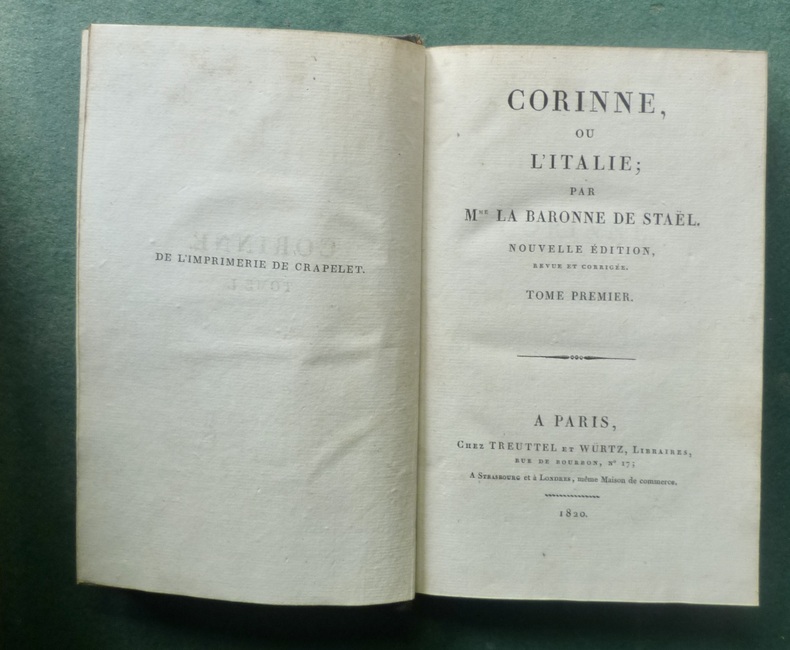 DE L'IMPRIMERIE DE CRAPELET.
CORINNE,
OU
L'ITALIE;
PAR
Mme LA BARONNE DE STAËL.
NOUVELLE ÉDITION,
REVUE ET CORRIGÉE.
TOME PREMIER.
A PARIS,
CHEZ TREUTTEL ET WÜRTZ, LIBRAIRES,
RUE DE BOURBON, No 17;
A STRASBOURG et à LONDRES, même Maison de commerce.
1820.